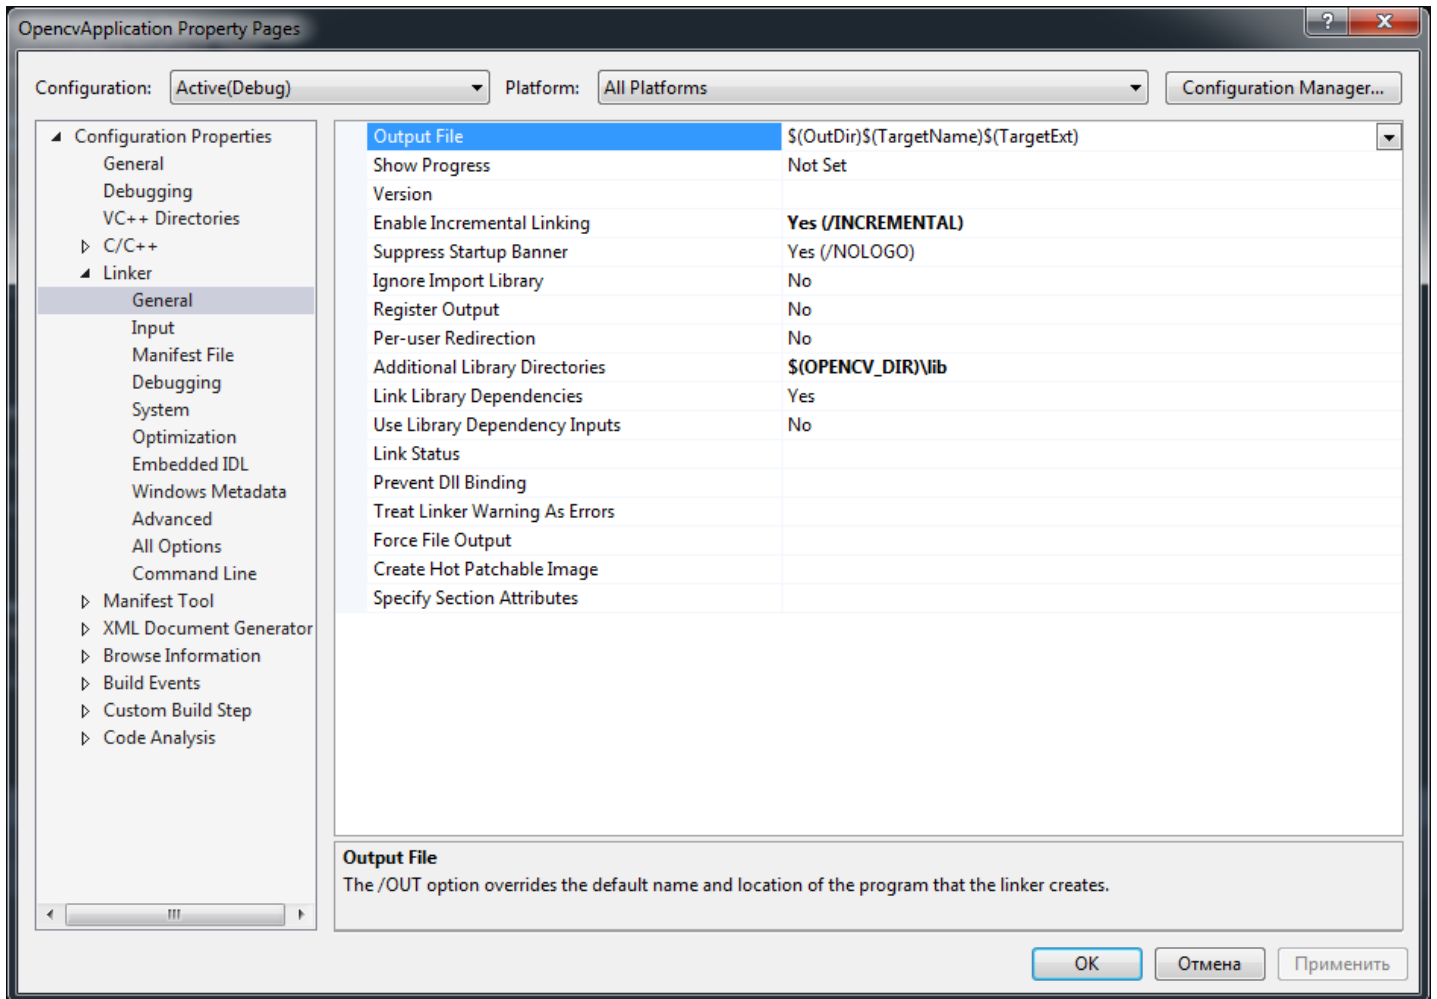 OpencvApplication Property Pages
?
X
Configuration: Active(Debug) Platform: All Platforms Configuration Manager...
Configuration Properties
General
Debugging
VC++ Directories
C/C++
Linker
General
Input
Manifest File
Debugging
System
Optimization
Embedded IDL
Windows Metadata
Advanced
All Options
Command Line
Manifest Tool
XML Document Generator
Browse Information
Build Events
Custom Build Step
Code Analysis
Output File $(OutDir)$(TargetName)$(TargetExt)
Show Progress Not Set
Version
Enable Incremental Linking Yes (/INCREMENTAL)
Suppress Startup Banner Yes (/NOLOGO)
Ignore Import Library No
Register Output No
Per-user Redirection No
Additional Library Directories $(OPENCV_DIR)\lib
Link Library Dependencies Yes
Use Library Dependency Inputs No
Link Status
Prevent Dll Binding
Treat Linker Warning As Errors
Force File Output
Create Hot Patchable Image
Specify Section Attributes
Output File
The /OUT option overrides the default name and location of the program that the linker creates.
OK Отмена Применить